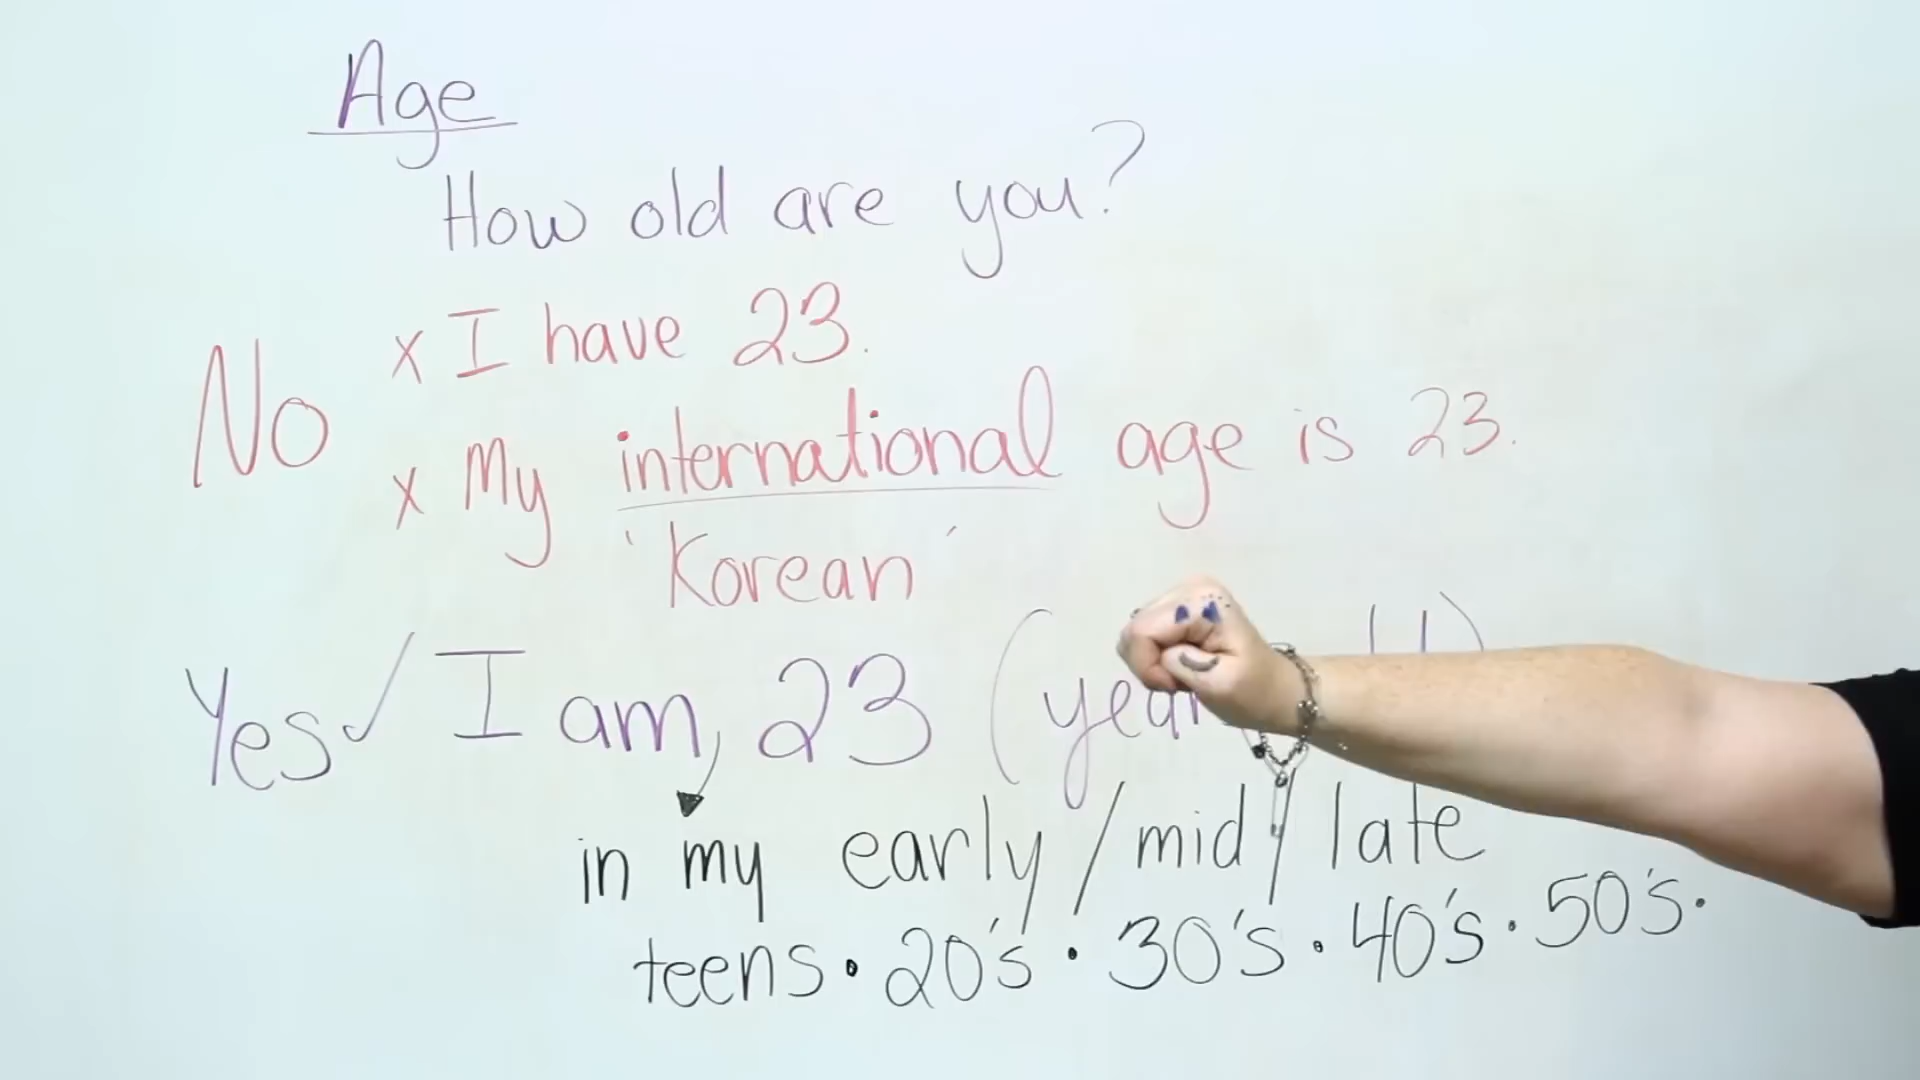 Age
How old are you?
No
x I have 23.
x My international age is 23.
'Korean'
Yes ✓ I am 23 (year
in my early / mid / late
teens • 20's • 30's • 40's • 50's •